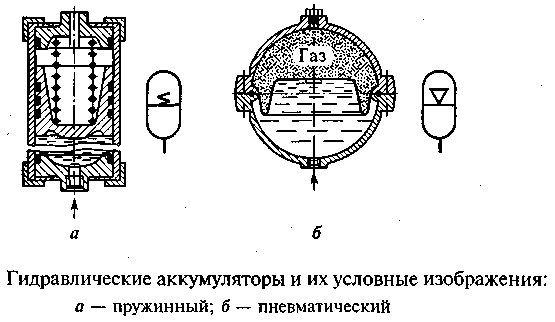 Газ
а
б
Гидравлические аккумуляторы и их условные изображения:
а — пружинный; б — пневматический